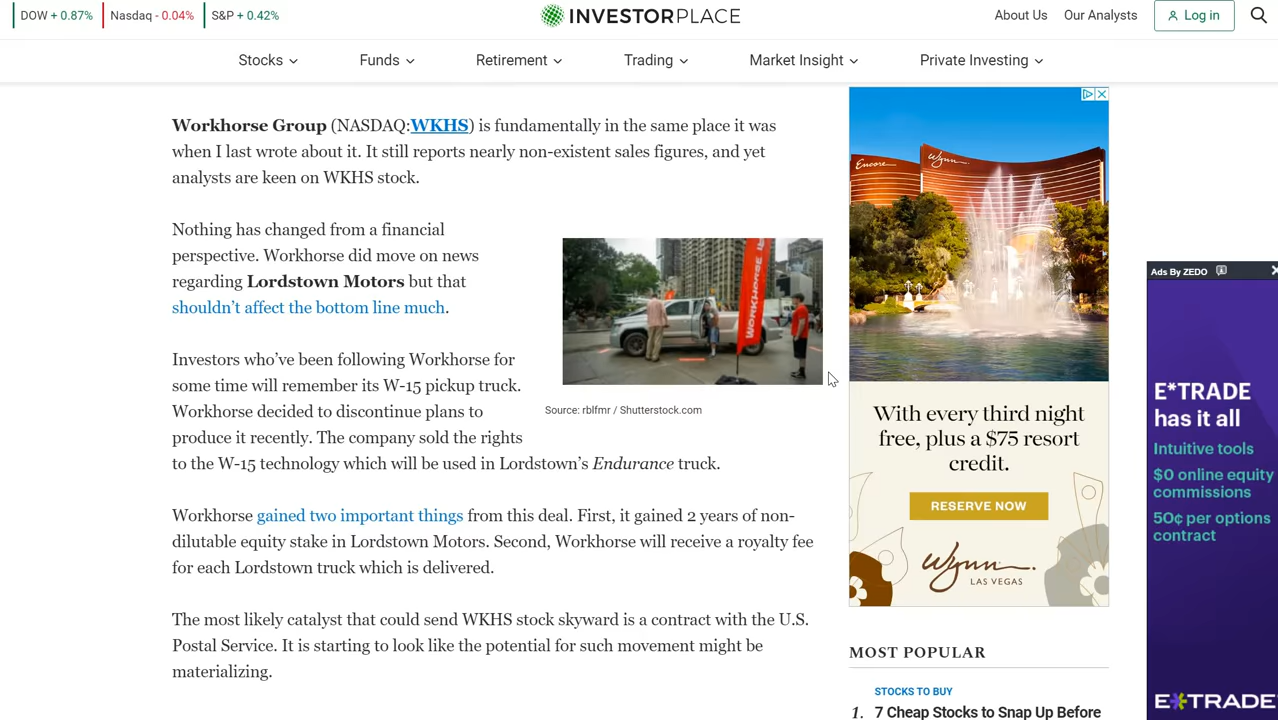 DOW + 0.87% Nasdaq - 0.04% S&P + 0.42%
INVESTORPLACE
About Us Our Analysts Log in
Stocks Funds Retirement Trading Market Insight Private Investing
Workhorse Group (NASDAQ:WKHS) is fundamentally in the same place it was
when I last wrote about it. It still reports nearly non-existent sales figures, and yet
analysts are keen on WKHS stock.
Nothing has changed from a financial
perspective. Workhorse did move on news
regarding Lordstown Motors but that
shouldn’t affect the bottom line much.
Investors who’ve been following Workhorse for
some time will remember its W-15 pickup truck.
Workhorse decided to discontinue plans to
produce it recently. The company sold the rights
to the W-15 technology which will be used in Lordstown’s Endurance truck.
WORKHORSE
Source: rblfmr / Shutterstock.com
Workhorse gained two important things from this deal. First, it gained 2 years of non-
dilutable equity stake in Lordstown Motors. Second, Workhorse will receive a royalty fee
for each Lordstown truck which is delivered.
The most likely catalyst that could send WKHS stock skyward is a contract with the U.S.
Postal Service. It is starting to look like the potential for such movement might be
materializing.
Encore Wynn
With every third night
free, plus a $75 resort
credit.
RESERVE NOW
Wynn
LAS VEGAS
MOST POPULAR
STOCKS TO BUY
1. 7 Cheap Stocks to Snap Up Before
Ads By ZEDO
E*TRADE
has it all
Intuitive tools
$0 online equity
commissions
50¢ per options
contract
E*TRADE